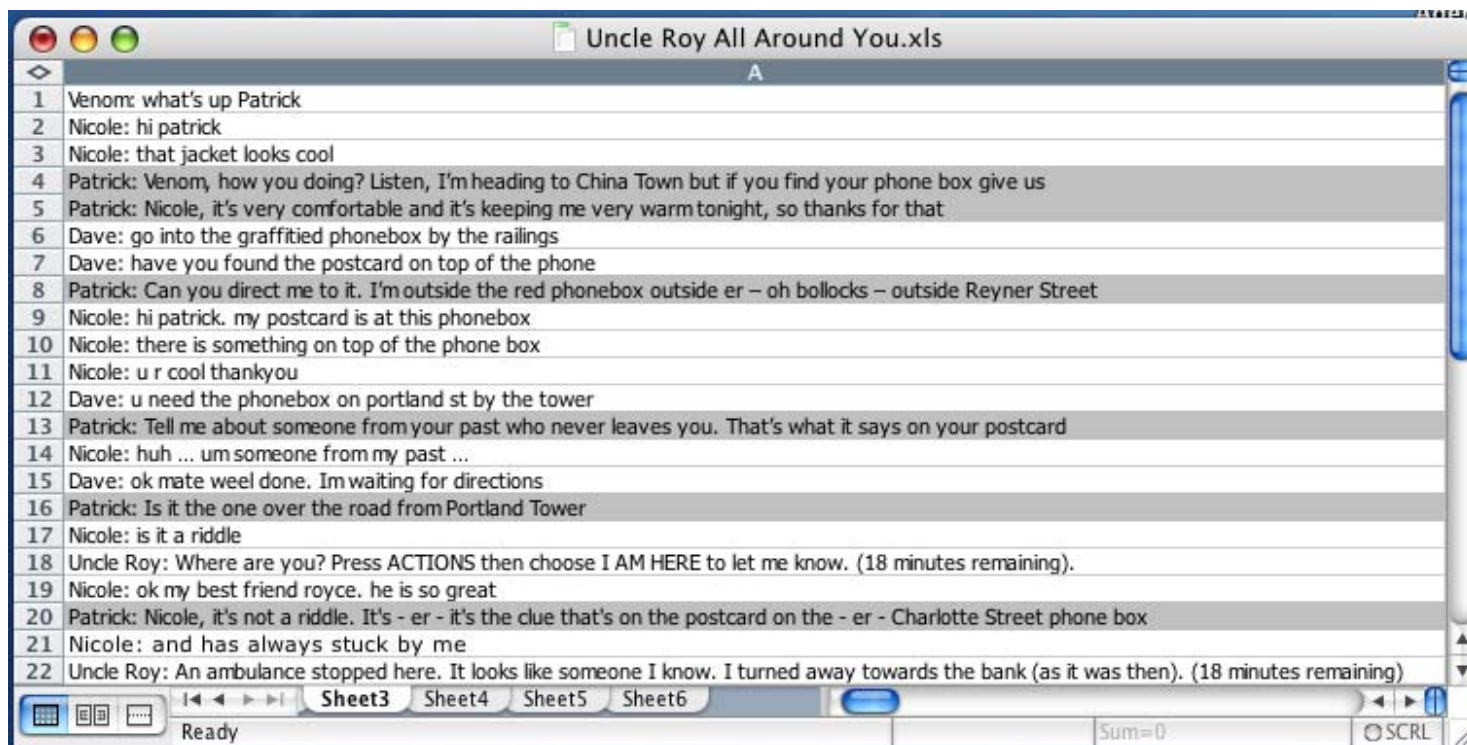 Uncle Roy All Around You.xls
A
1 Venom: what's up Patrick
2 Nicole: hi patrick
3 Nicole: that jacket looks cool
4 Patrick: Venom, how you doing? Listen, I'm heading to China Town but if you find your phone box give us
5 Patrick: Nicole, it's very comfortable and it's keeping me very warm tonight, so thanks for that
6 Dave: go into the graffitied phonebox by the railings
7 Dave: have you found the postcard on top of the phone
8 Patrick: Can you direct me to it. I'm outside the red phonebox outside er – oh bollocks – outside Reyner Street
9 Nicole: hi patrick. my postcard is at this phonebox
10 Nicole: there is something on top of the phone box
11 Nicole: u r cool thankyou
12 Dave: u need the phonebox on portland st by the tower
13 Patrick: Tell me about someone from your past who never leaves you. That's what it says on your postcard
14 Nicole: huh ... um someone from my past ...
15 Dave: ok mate weel done. Im waiting for directions
16 Patrick: Is it the one over the road from Portland Tower
17 Nicole: is it a riddle
18 Uncle Roy: Where are you? Press ACTIONS then choose I AM HERE to let me know. (18 minutes remaining).
19 Nicole: ok my best friend royce. he is so great
20 Patrick: Nicole, it's not a riddle. It's - er - it's the clue that's on the postcard on the - er - Charlotte Street phone box
21 Nicole: and has always stuck by me
22 Uncle Roy: An ambulance stopped here. It looks like someone I know. I turned away towards the bank (as it was then). (18 minutes remaining)
Sheet3 Sheet4 Sheet5 Sheet6
Ready Sum=0 SCRL